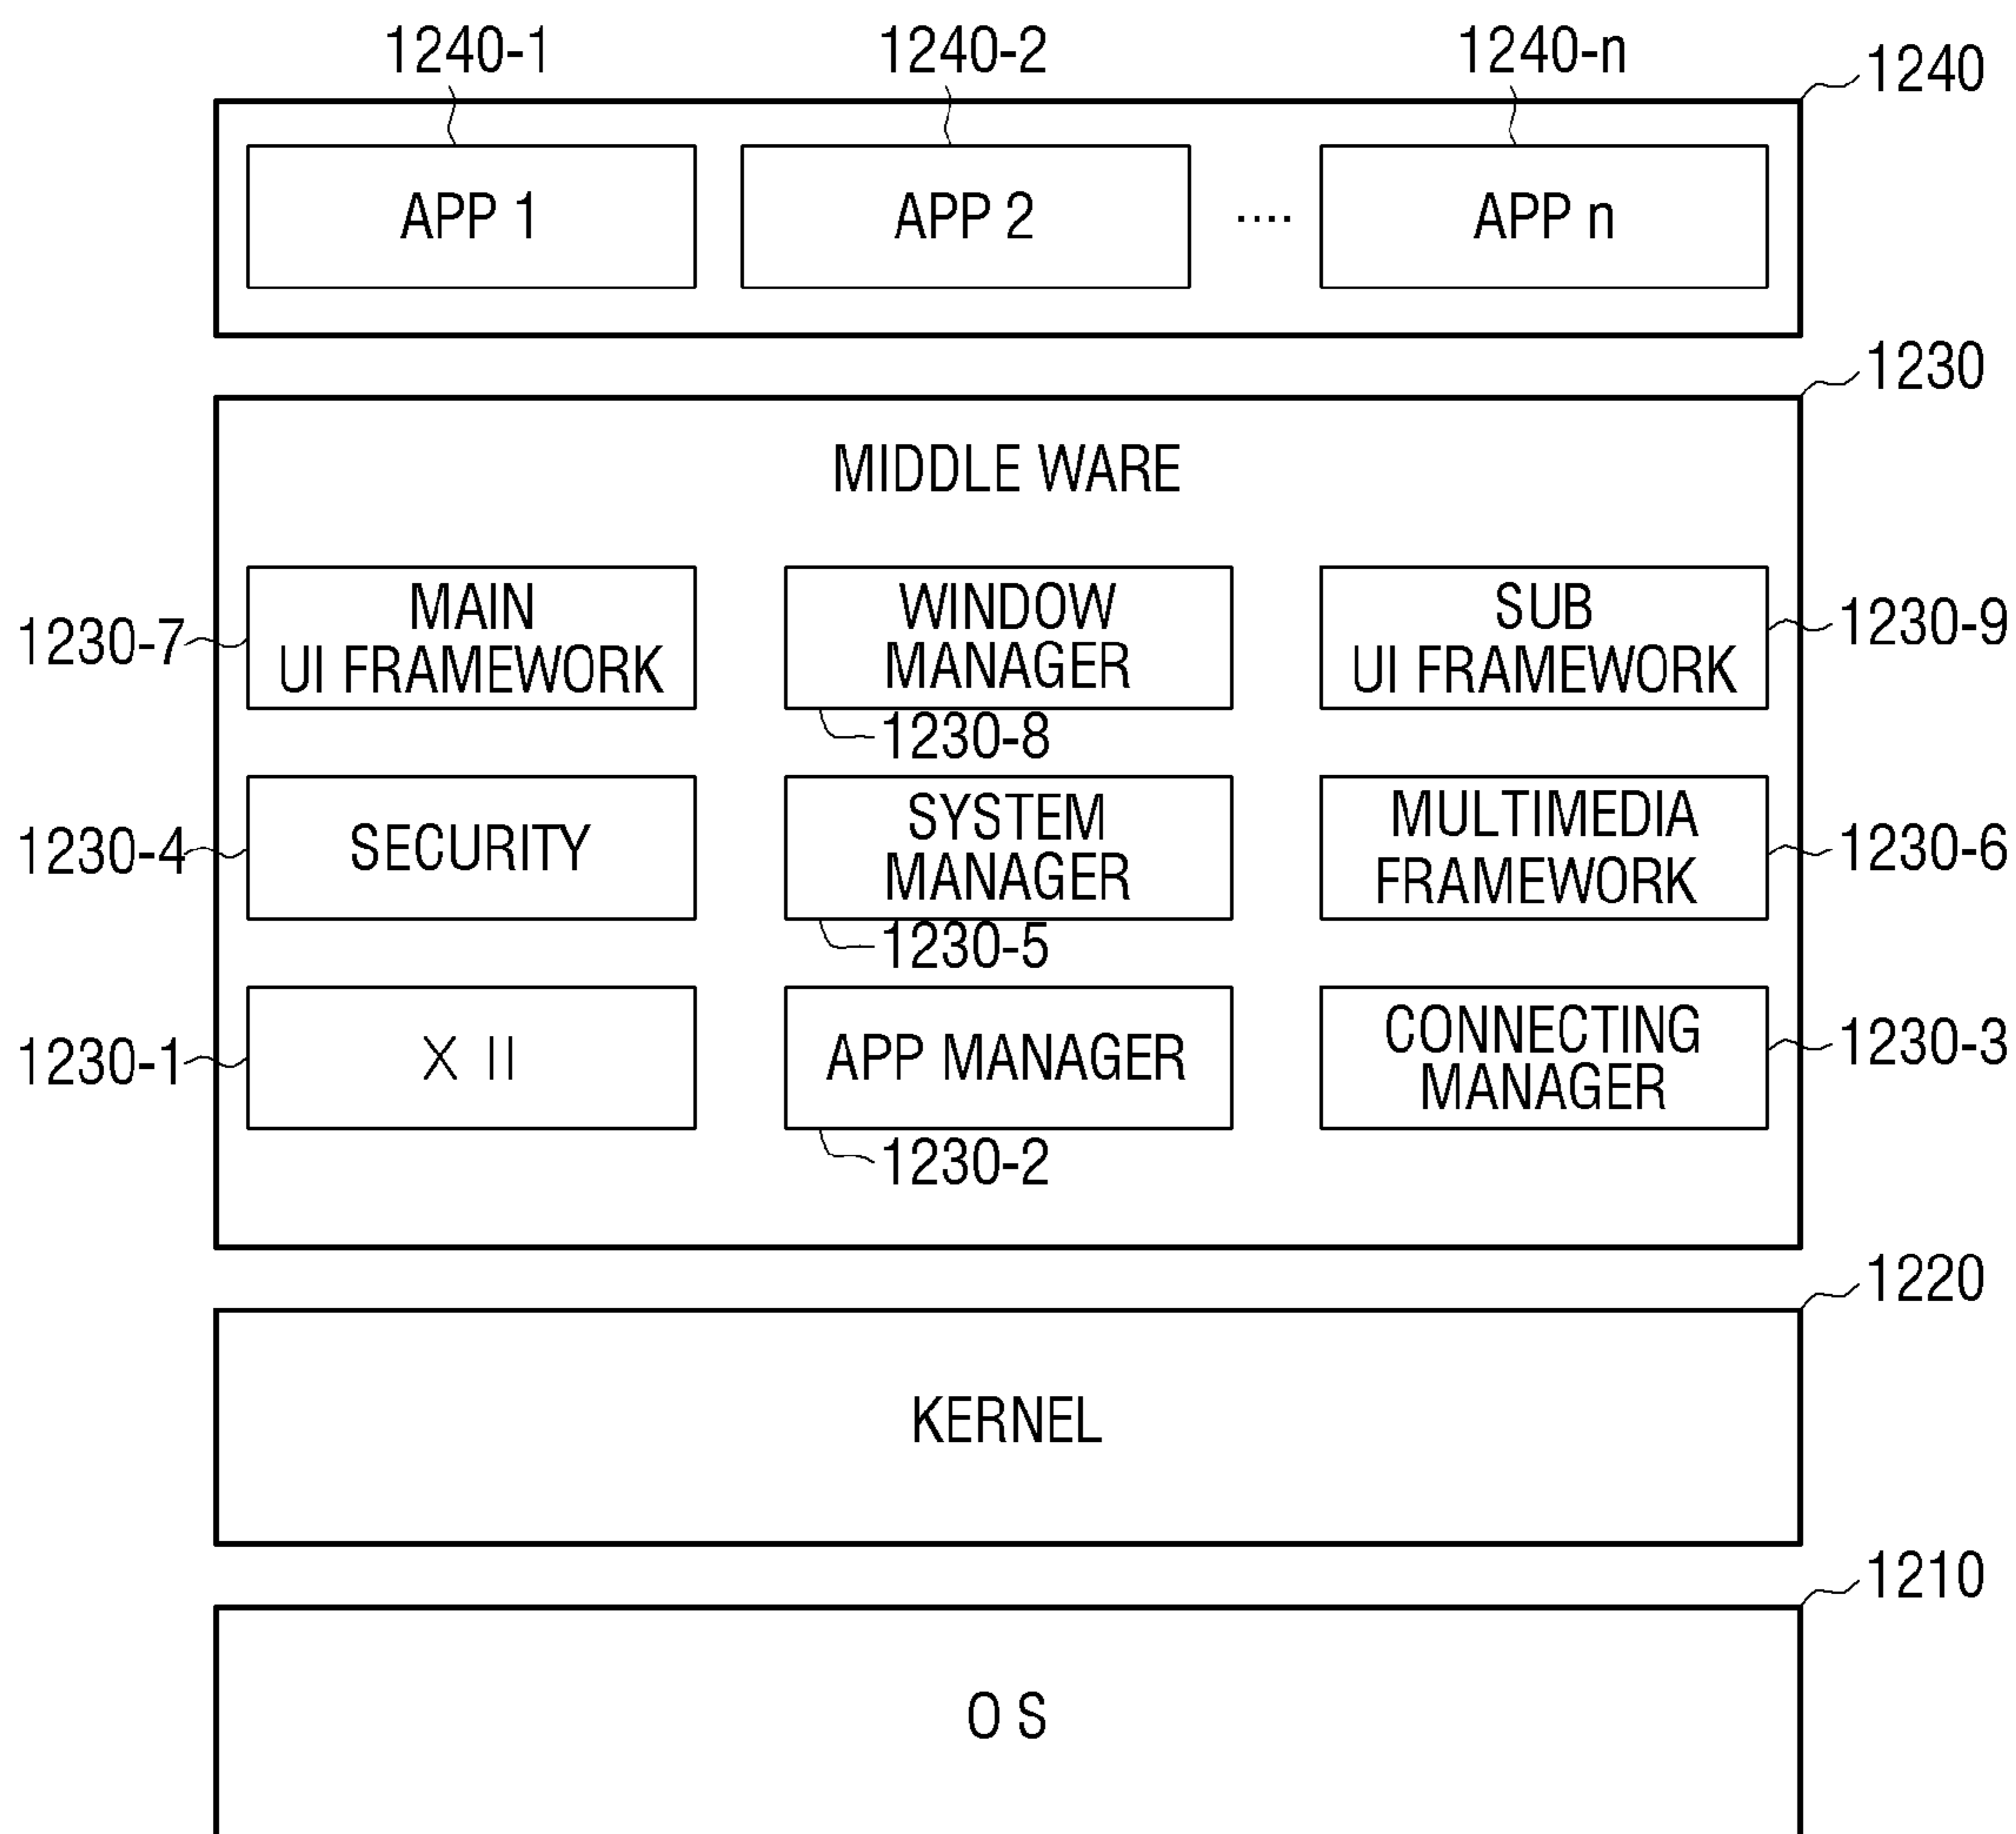 1240-1 1240-2 1240-n 1240
APP 1 APP 2 .... APP n
1230
MIDDLE WARE
1230-7 MAIN UI FRAMEWORK
WINDOW MANAGER
1230-8
SUB UI FRAMEWORK 1230-9
1230-4 SECURITY
SYSTEM MANAGER
1230-5
MULTIMEDIA FRAMEWORK 1230-6
1230-1 X II
APP MANAGER
1230-2
CONNECTING MANAGER 1230-3
1220
KERNEL
1210
O S